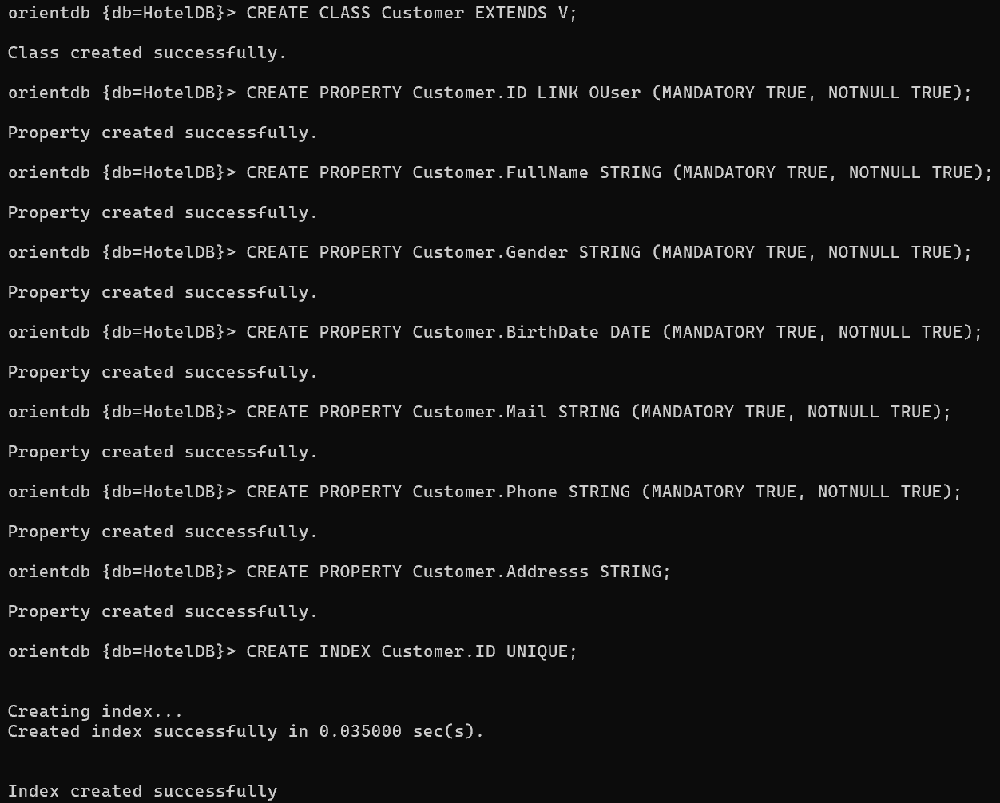 orientdb {db=HotelDB}> CREATE CLASS Customer EXTENDS V;
Class created successfully.
orientdb {db=HotelDB}> CREATE PROPERTY Customer.ID LINK OUser (MANDATORY TRUE, NOTNULL TRUE);
Property created successfully.
orientdb {db=HotelDB}> CREATE PROPERTY Customer.FullName STRING (MANDATORY TRUE, NOTNULL TRUE);
Property created successfully.
orientdb {db=HotelDB}> CREATE PROPERTY Customer.Gender STRING (MANDATORY TRUE, NOTNULL TRUE);
Property created successfully.
orientdb {db=HotelDB}> CREATE PROPERTY Customer.BirthDate DATE (MANDATORY TRUE, NOTNULL TRUE);
Property created successfully.
orientdb {db=HotelDB}> CREATE PROPERTY Customer.Mail STRING (MANDATORY TRUE, NOTNULL TRUE);
Property created successfully.
orientdb {db=HotelDB}> CREATE PROPERTY Customer.Phone STRING (MANDATORY TRUE, NOTNULL TRUE);
Property created successfully.
orientdb {db=HotelDB}> CREATE PROPERTY Customer.Addresss STRING;
Property created successfully.
orientdb {db=HotelDB}> CREATE INDEX Customer.ID UNIQUE;
Creating index...
Created index successfully in 0.035000 sec(s).
Index created successfully